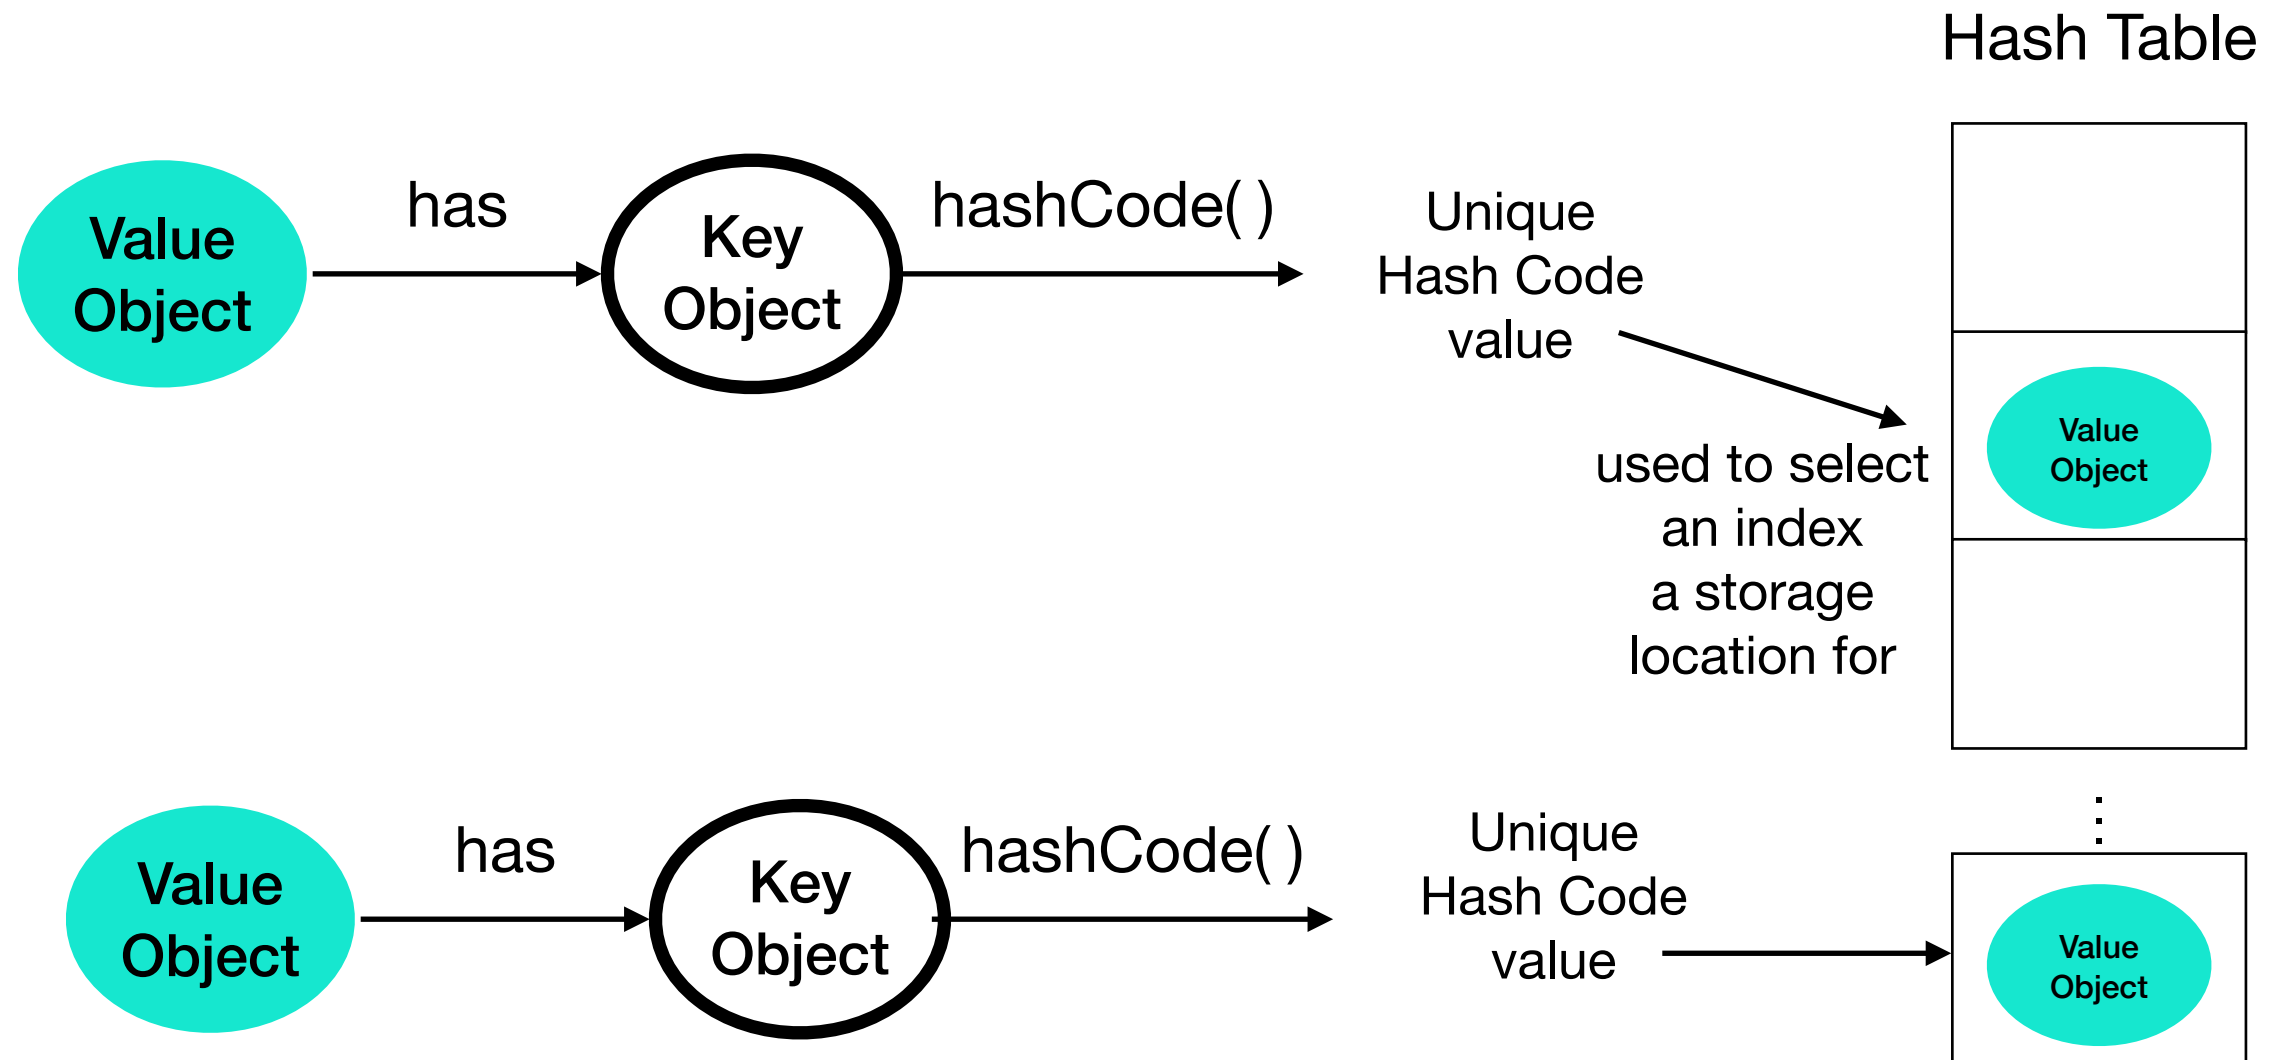 Hash Table
Value
Object
has
Key
Object
hashCode( )
Unique
Hash Code
value
Value
Object
used to select
an index
a storage
location for
Value
Object
has
Key
Object
hashCode( )
Unique
Hash Code
value
Value
Object